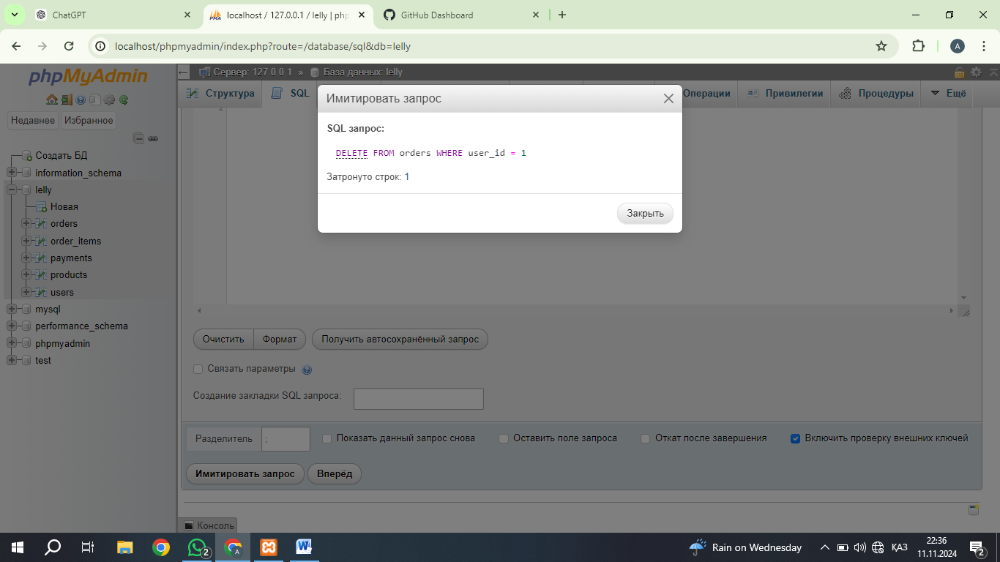 ChatGPT
localhost / 127.0.0.1 / lelly | php
GitHub Dashboard
localhost/phpmyadmin/index.php?route=/database/sql&db=lelly
A
phpMyAdmin
Сервер: 127.0.0.1 » База данных: lelly
Структура
SQL
Операции
Привилегии
Процедуры
Ещё
Недавнее
Избранное
Создать БД
information_schema
lelly
Новая
orders
order_items
payments
products
users
mysql
performance_schema
phpmyadmin
test
2
Имитировать запрос
SQL запрос:
DELETE FROM orders WHERE user_id = 1
Затронуто строк: 1
Закрыть
Очистить
Формат
Получить автосохранённый запрос
Связать параметры
Создание закладки SQL запроса:
Разделитель
;
Показать данный запрос снова
Оставить поле запроса
Откат после завершения
Включить проверку внешних ключей
Имитировать запрос
Вперёд
Консоль
2
A
Rain on Wednesday
ҚАЗ
22:36
11.11.2024
2